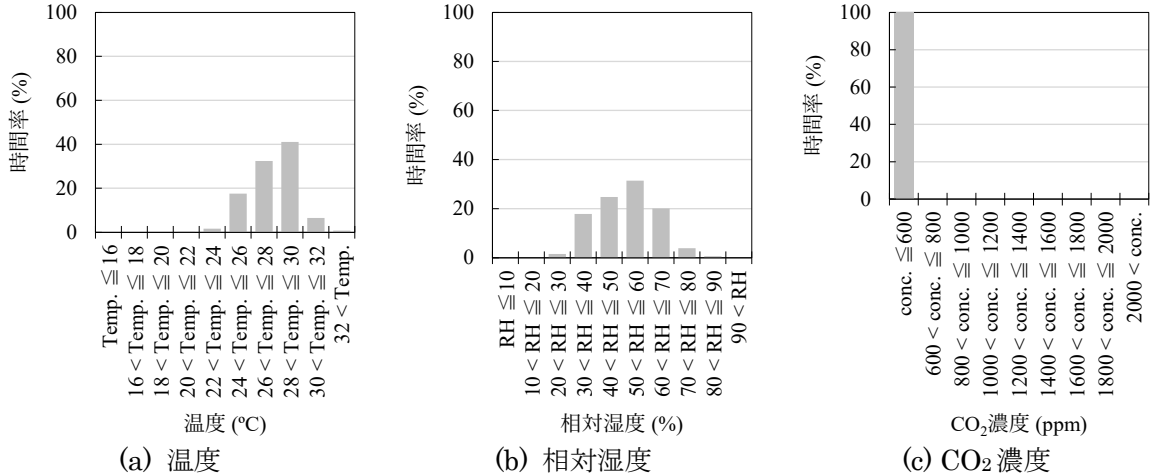 100
80
60
40
20
0
時間率 (%)
Temp. ≦ 16
16 < Temp. ≦ 18
18 < Temp. ≦ 20
20 < Temp. ≦ 22
22 < Temp. ≦ 24
24 < Temp. ≦ 26
26 < Temp. ≦ 28
28 < Temp. ≦ 30
30 < Temp. ≦ 32
32 < Temp.
温度 (ºC)
(a) 温度
100
80
60
40
20
0
時間率 (%)
RH ≦ 10
10 < RH ≦ 20
20 < RH ≦ 30
30 < RH ≦ 40
40 < RH ≦ 50
50 < RH ≦ 60
60 < RH ≦ 70
70 < RH ≦ 80
80 < RH ≦ 90
90 < RH
相対湿度 (%)
(b) 相対湿度
100
80
60
40
20
0
時間率 (%)
conc. ≦ 600
600 < conc. ≦ 800
800 < conc. ≦ 1000
1000 < conc. ≦ 1200
1200 < conc. ≦ 1400
1400 < conc. ≦ 1600
1600 < conc. ≦ 1800
1800 < conc. ≦ 2000
2000 < conc.
CO₂濃度 (ppm)
(c) CO₂ 濃度